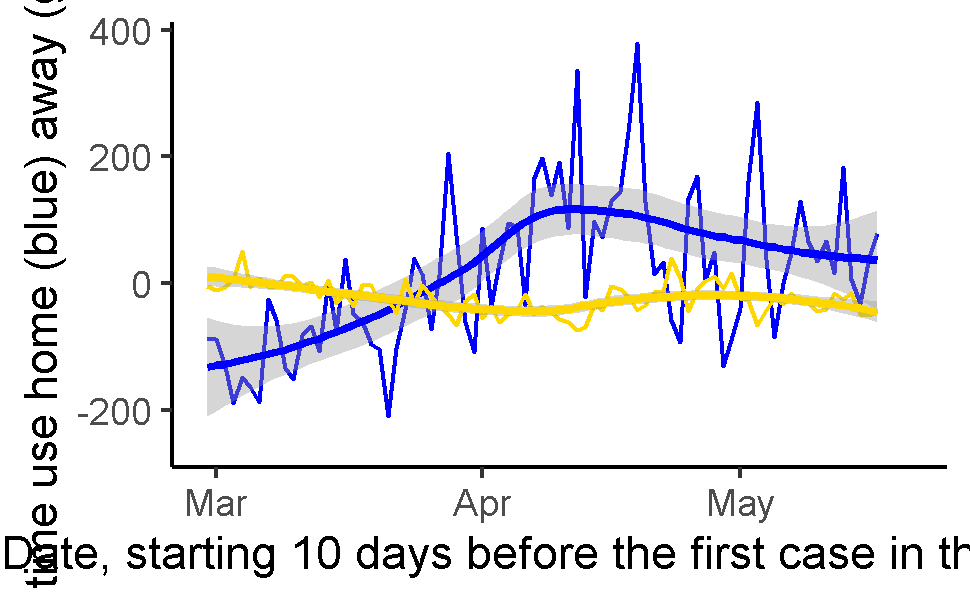 time use home (blue) away (
400
200
0
-200
Mar Apr May
Date, starting 10 days before the first case in th